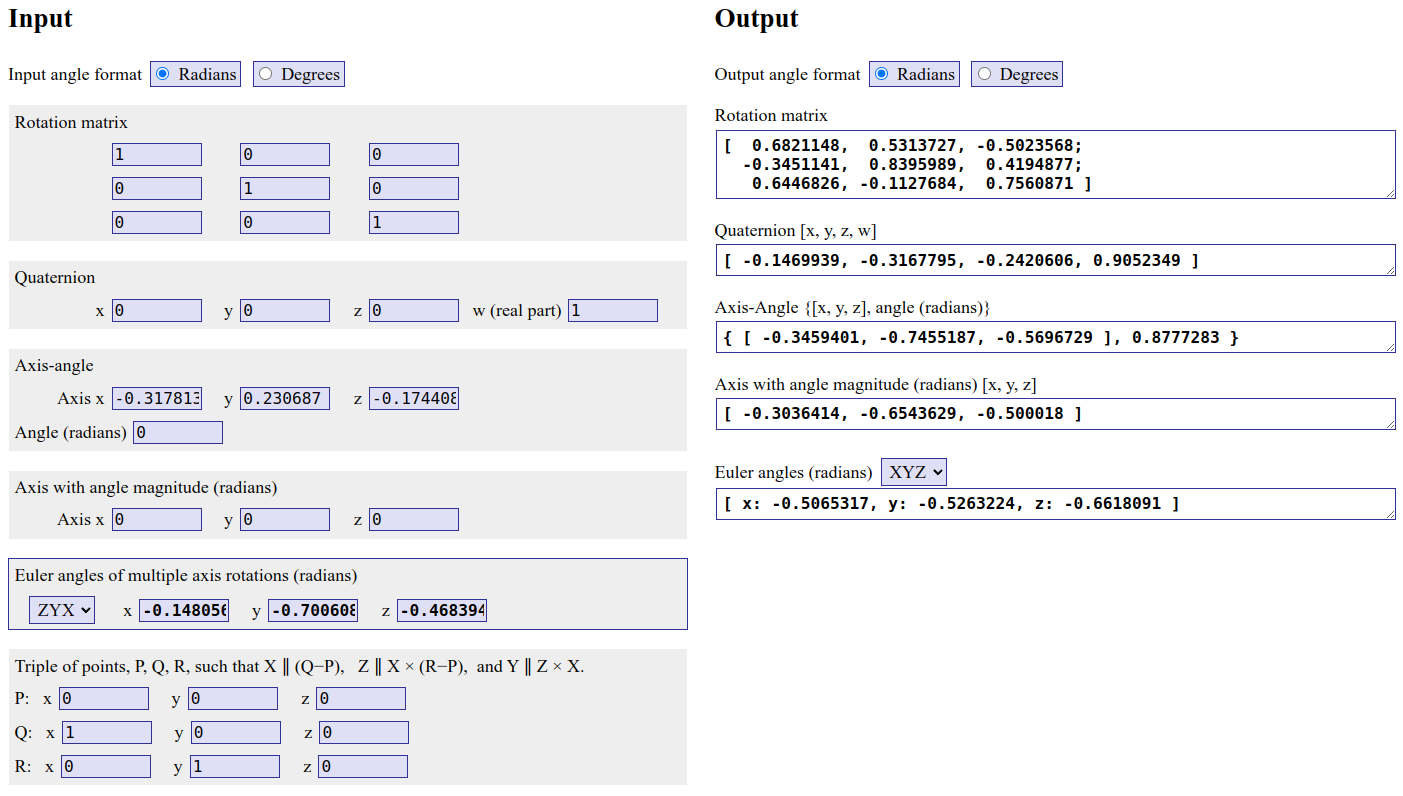 Input
Input angle format Radians Degrees
Rotation matrix
1 0 0
0 1 0
0 0 1
Quaternion
x 0 y 0 z 0 w (real part) 1
Axis-angle
Axis x -0.317813 y 0.230687 z -0.174408
Angle (radians) 0
Axis with angle magnitude (radians)
Axis x 0 y 0 z 0
Euler angles of multiple axis rotations (radians)
ZYX x -0.148056 y -0.700608 z -0.468394
Triple of points, P, Q, R, such that X ∥ (Q−P), Z ∥ X × (R−P), and Y ∥ Z × X.
P: x 0 y 0 z 0
Q: x 1 y 0 z 0
R: x 0 y 1 z 0
Output
Output angle format Radians Degrees
Rotation matrix
[ 0.6821148, 0.5313727, -0.5023568;
-0.3451141, 0.8395989, 0.4194877;
0.6446826, -0.1127684, 0.7560871 ]
Quaternion [x, y, z, w]
[ -0.1469939, -0.3167795, -0.2420606, 0.9052349 ]
Axis-Angle {[x, y, z], angle (radians)}
{ [ -0.3459401, -0.7455187, -0.5696729 ], 0.8777283 }
Axis with angle magnitude (radians) [x, y, z]
[ -0.3036414, -0.6543629, -0.500018 ]
Euler angles (radians) XYZ
[ x: -0.5065317, y: -0.5263224, z: -0.6618091 ]